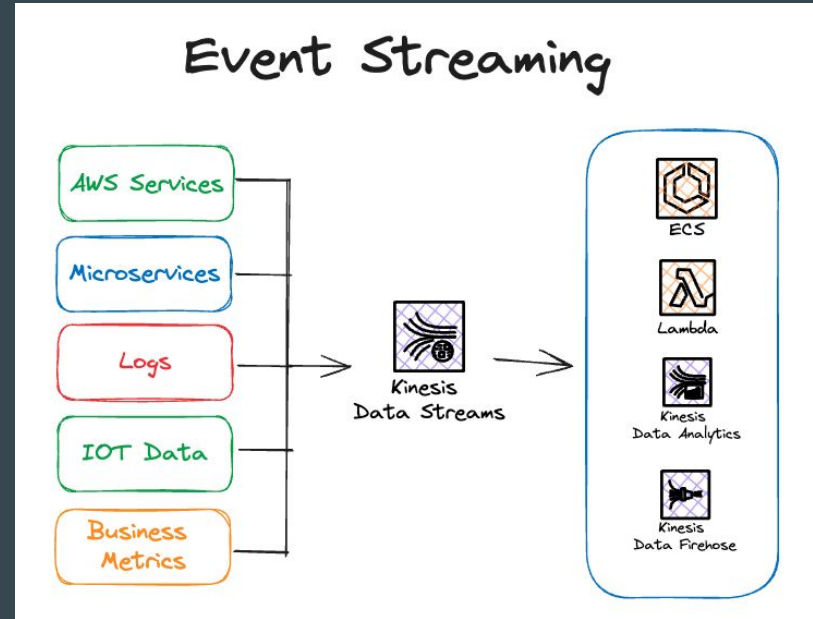 Event Streaming
AWS Services
Microservices
Logs
IOT Data
Business
Metrics
Kinesis
Data Streams
ECS
Lambda
Kinesis
Data Analytics
Kinesis
Data Firehose